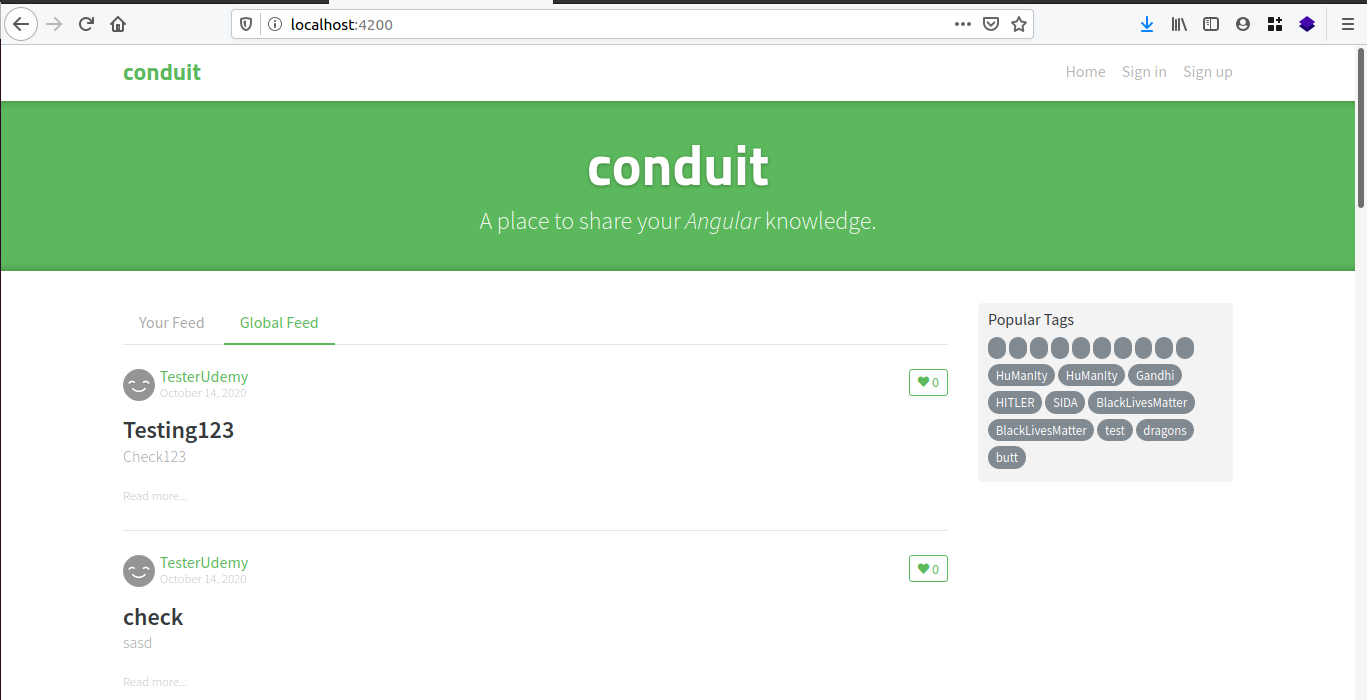 localhost:4200
conduit
Home Sign in Sign up
conduit
A place to share your Angular knowledge.
Your Feed Global Feed
TesterUdemy
October 14, 2020
0
Testing123
Check123
Read more...
TesterUdemy
October 14, 2020
0
check
sasd
Read more...
Popular Tags
HuManIty HuManIty Gandhi
HITLER SIDA BlackLivesMatter
BlackLivesMatter test dragons
butt